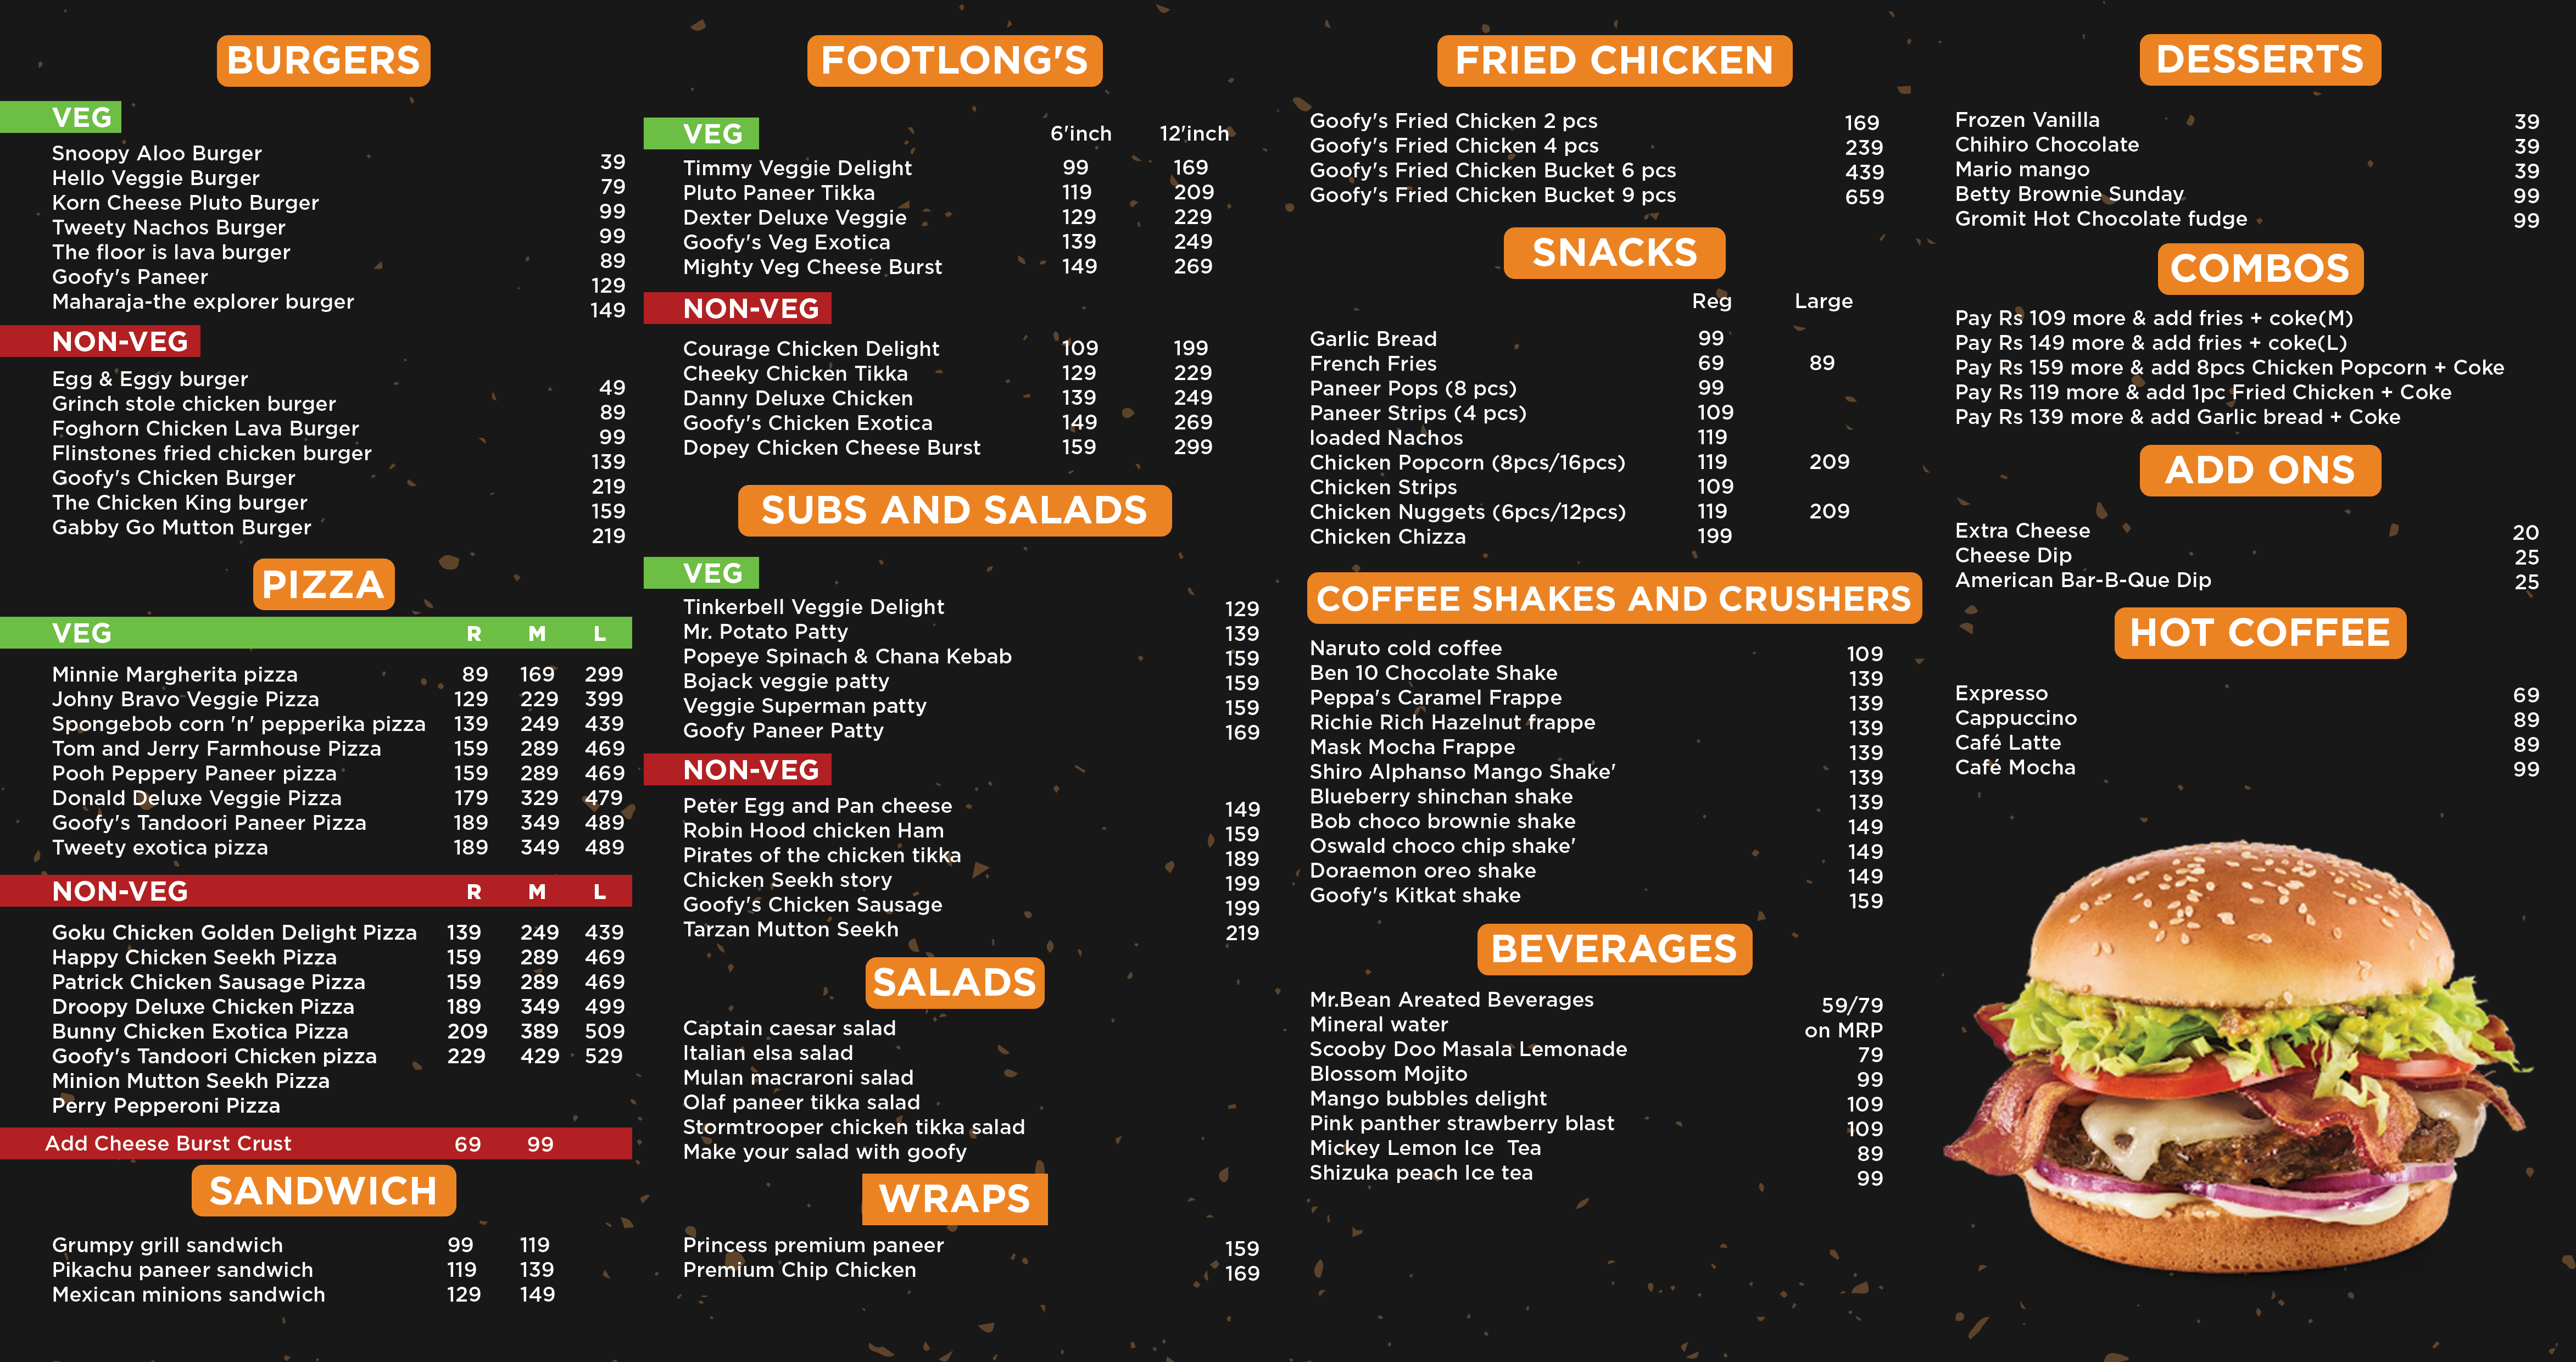 BURGERS
VEG
Snoopy Aloo Burger 39
Hello Veggie Burger 79
Korn Cheese Pluto Burger 99
Tweety Nachos Burger 99
The floor is lava burger 89
Goofy's Paneer 129
Maharaja-the explorer burger 149
NON-VEG
Egg & Eggy burger 49
Grinch stole chicken burger 89
Foghorn Chicken Lava Burger 99
Flinstones fried chicken burger 139
Goofy's Chicken Burger 219
The Chicken King burger 159
Gabby Go Mutton Burger 219
PIZZA
VEG R M L
Minnie Margherita pizza 89 169 299
Johny Bravo Veggie Pizza 129 229 399
Spongebob corn 'n' pepperika pizza 139 249 439
Tom and Jerry Farmhouse Pizza 159 289 469
Pooh Peppery Paneer pizza 159 289 469
Donald Deluxe Veggie Pizza 179 329 479
Goofy's Tandoori Paneer Pizza 189 349 489
Tweety exotica pizza 189 349 489
NON-VEG R M L
Goku Chicken Golden Delight Pizza 139 249 439
Happy Chicken Seekh Pizza 159 289 469
Patrick Chicken Sausage Pizza 159 289 469
Droopy Deluxe Chicken Pizza 189 349 499
Bunny Chicken Exotica Pizza 209 389 509
Goofy's Tandoori Chicken pizza 229 429 529
Minion Mutton Seekh Pizza
Perry Pepperoni Pizza
Add Cheese Burst Crust 69 99
SANDWICH
Grumpy grill sandwich 99 119
Pikachu paneer sandwich 119 139
Mexican minions sandwich 129 149
FOOTLONG'S
VEG 6'inch 12'inch
Timmy Veggie Delight 99 169
Pluto Paneer Tikka 119 209
Dexter Deluxe Veggie 129 229
Goofy's Veg Exotica 139 249
Mighty Veg Cheese Burst 149 269
NON-VEG
Courage Chicken Delight 109 199
Cheeky Chicken Tikka 129 229
Danny Deluxe Chicken 139 249
Goofy's Chicken Exotica 149 269
Dopey Chicken Cheese Burst 159 299
SUBS AND SALADS
VEG
Tinkerbell Veggie Delight 129
Mr. Potato Patty 139
Popeye Spinach & Chana Kebab 159
Bojack veggie patty 159
Veggie Superman patty 159
Goofy Paneer Patty 169
NON-VEG
Peter Egg and Pan cheese 149
Robin Hood chicken Ham 159
Pirates of the chicken tikka 189
Chicken Seekh story 199
Goofy's Chicken Sausage 199
Tarzan Mutton Seekh 219
SALADS
Captain caesar salad
Italian elsa salad
Mulan macraroni salad
Olaf paneer tikka salad
Stormtrooper chicken tikka salad
Make your salad with goofy
WRAPS
Princess premium paneer 159
Premium Chip Chicken 169
FRIED CHICKEN
Goofy's Fried Chicken 2 pcs 169
Goofy's Fried Chicken 4 pcs 239
Goofy's Fried Chicken Bucket 6 pcs 439
Goofy's Fried Chicken Bucket 9 pcs 659
SNACKS
Reg Large
Garlic Bread 99
French Fries 69 89
Paneer Pops (8 pcs) 99
Paneer Strips (4 pcs) 109
loaded Nachos 119
Chicken Popcorn (8pcs/16pcs) 119 209
Chicken Strips 109
Chicken Nuggets (6pcs/12pcs) 119 209
Chicken Chizza 199
COFFEE SHAKES AND CRUSHERS
Naruto cold coffee 109
Ben 10 Chocolate Shake 139
Peppa's Caramel Frappe 139
Richie Rich Hazelnut frappe 139
Mask Mocha Frappe 139
Shiro Alphanso Mango Shake' 139
Blueberry shinchan shake 139
Bob choco brownie shake 149
Oswald choco chip shake' 149
Doraemon oreo shake 149
Goofy's Kitkat shake 159
BEVERAGES
Mr.Bean Areated Beverages 59/79
Mineral water on MRP
Scooby Doo Masala Lemonade 79
Blossom Mojito 99
Mango bubbles delight 109
Pink panther strawberry blast 109
Mickey Lemon Ice Tea 89
Shizuka peach Ice tea 99
DESSERTS
Frozen Vanilla 39
Chihiro Chocolate 39
Mario mango 39
Betty Brownie Sunday 99
Gromit Hot Chocolate fudge 99
COMBOS
Pay Rs 109 more & add fries + coke(M)
Pay Rs 149 more & add fries + coke(L)
Pay Rs 159 more & add 8pcs Chicken Popcorn + Coke
Pay Rs 119 more & add 1pc Fried Chicken + Coke
Pay Rs 139 more & add Garlic bread + Coke
ADD ONS
Extra Cheese 20
Cheese Dip 25
American Bar-B-Que Dip 25
HOT COFFEE
Expresso 69
Cappuccino 89
Café Latte 89
Café Mocha 99